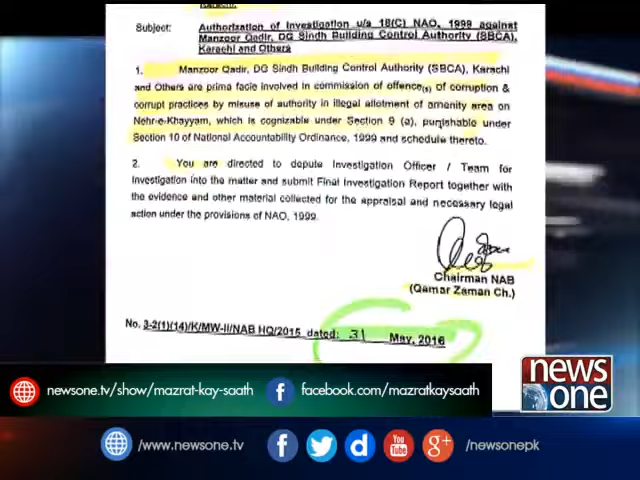 Karachi.
Subject: Authorization of Investigation u/s 18(C) NAO, 1999 against
Manzoor Qadir, DG Sindh Building Control Authority (SBCA),
Karachi and Others
1. Manzoor Qadir, DG Sindh Building Control Authority (SBCA), Karachi
and Others are prima facie involved in commission of offence(s) of corruption &
corrupt practices by misuse of authority in illegal allotment of amenity area on
Nehr-e-Khayyam, which is cognizable under Section 9 (a), punishable under
Section 10 of National Accountability Ordinance, 1999 and schedule thereto.
2. You are directed to depute Investigation Officer / Team for
Investigation into the matter and submit Final Investigation Report together with
the evidence and other material collected for the appraisal and necessary legal
action under the provisions of NAO, 1999.
Chairman NAB
(Qamar Zaman Ch.)
No. 3-2(1)(14)/K/MW-II/NAB HQ/2015 dated: 31 May, 2016
newsone.tv/show/mazrat-kay-saath facebook.com/mazratkaysaath
news
one
/www.newsone.tv
You
Tube
/newsonepk